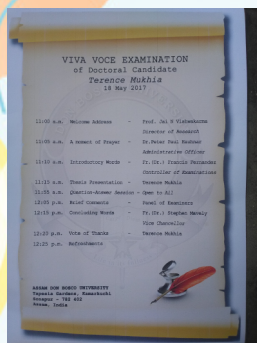 VIVA VOCE EXAMINATION
of Doctoral Candidate
Terence Mukhia
18 May 2017
11:00 a.m. Welcome Address - Prof. Jal K Vishwakarma
Director of Research
11:05 a.m. A moment of Prayer - Dr.Peter Paul
Administrative Officer
11:10 a.m. Introductory Words - Fr.(Dr.) Francis Fernandez
Controller of Examinations
11:15 a.m. Thesis Presentation - Terence Mukhia
11:55 a.m. Question-Answer Session - Open to All
12:05 p.m. Brief Comments - Panel of Examiners
12:15 p.m. Concluding Words - Fr.(Dr.) Stephen Mavely
Vice Chancellor
12:20 p.m. Vote of Thanks - Terence Mukhia
12:25 p.m. Refreshments
ASSAM DON BOSCO UNIVERSITY
Tapesia Gardens, Kamarkuchi
Sonapur - 782 402
Assam, India